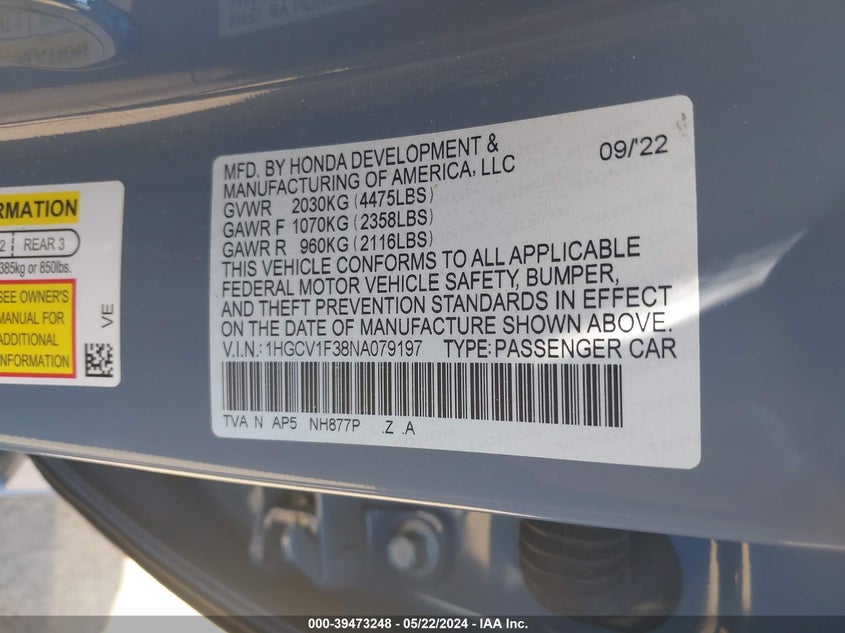 RMATION
2 | REAR 3
385kg or 850lbs.
SEE OWNER'S
MANUAL FOR
ADDITIONAL
INFORMATION
VE
MFD. BY HONDA DEVELOPMENT &
MANUFACTURING OF AMERICA, LLC
09/'22
GVWR 2030KG (4475LBS)
GAWR F 1070KG (2358LBS)
GAWR R 960KG (2116LBS)
THIS VEHICLE CONFORMS TO ALL APPLICABLE
FEDERAL MOTOR VEHICLE SAFETY, BUMPER,
AND THEFT PREVENTION STANDARDS IN EFFECT
ON THE DATE OF MANUFACTURE SHOWN ABOVE.
V.I.N.: 1HGCV1F38NA079197 TYPE: PASSENGER CAR
TVA N AP5 NH877P .Z .A
000-39473248 - 05/22/2024 - IAA Inc.